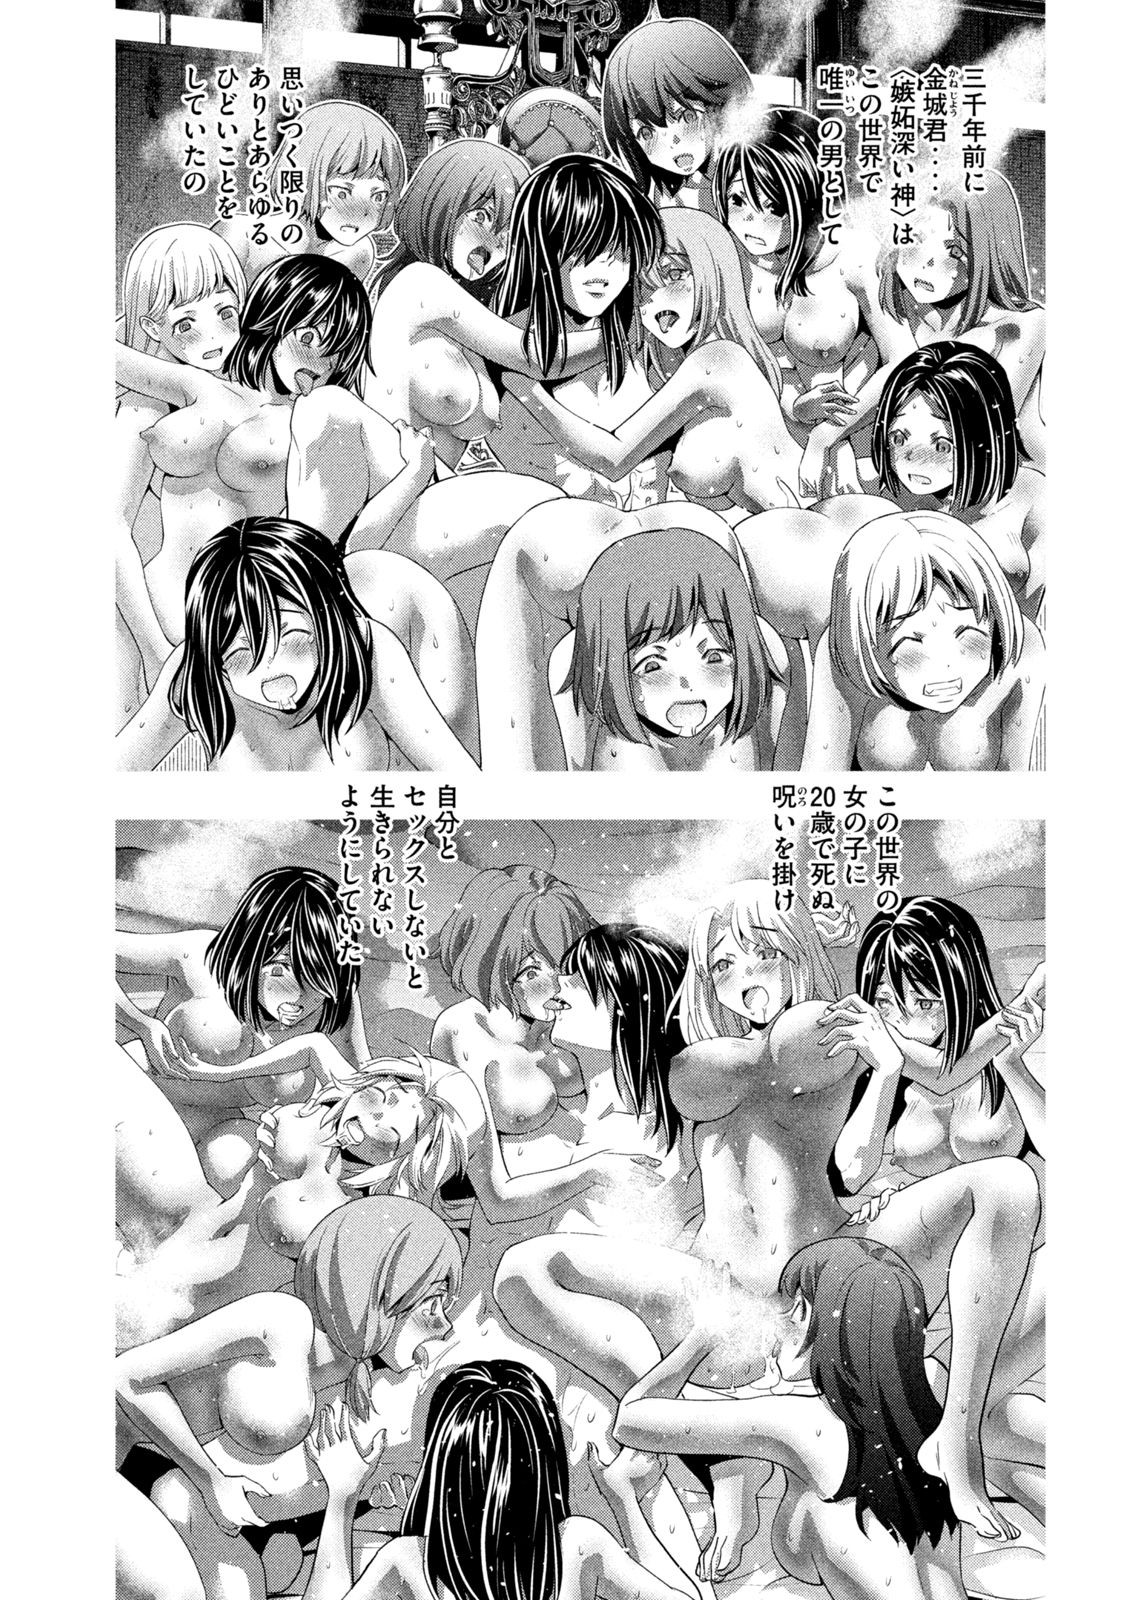 三千年前に
金城君‥‥
〈嫉妬深い神〉は
この世界で
唯一の男として
思いつく限りの
ありとあらゆる
ひどいことを
していたの
この世界の
女の子に
20歳で死ぬ
呪いを掛け
自分と
セックスしないと
生きられない
ようにしていた